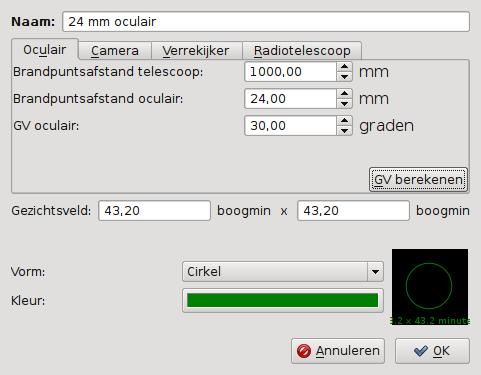 Naam: 24 mm oculair
Oculair Camera Verrekijker Radiotelescoop
Brandpuntsafstand telescoop: 1000,00 mm
Brandpuntsafstand oculair: 24,00 mm
GV oculair: 30,00 graden
GV berekenen
Gezichtsveld: 43,20 boogmin x 43,20 boogmin
Vorm: Cirkel
Kleur:
3.2 x 43.2 minute
Annuleren OK